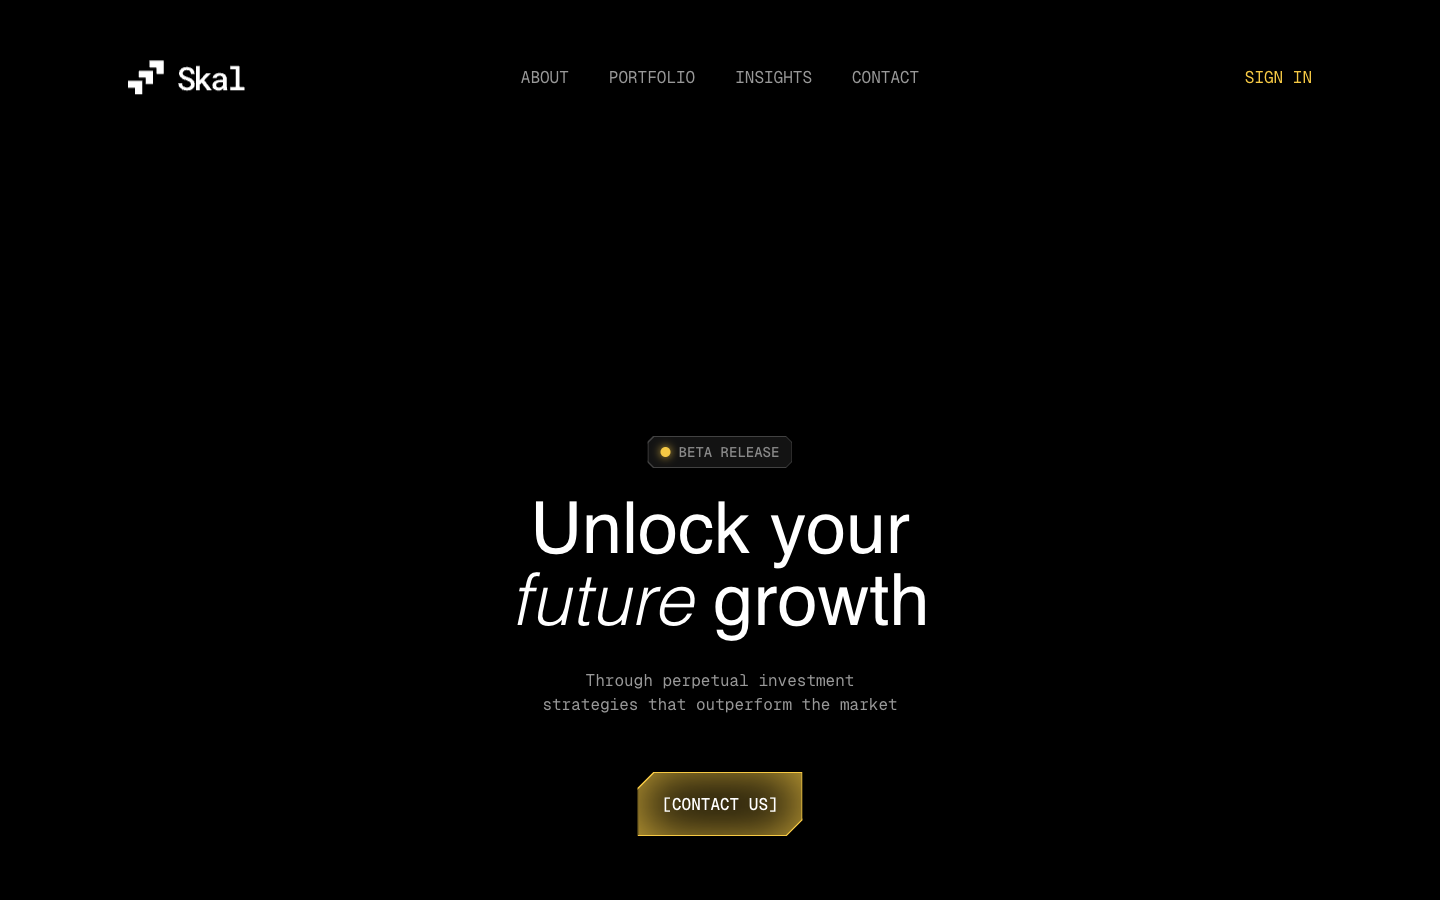 Skal
ABOUT PORTFOLIO INSIGHTS CONTACT
SIGN IN
BETA RELEASE
Unlock your
future growth
Through perpetual investment
strategies that outperform the market
[CONTACT US]